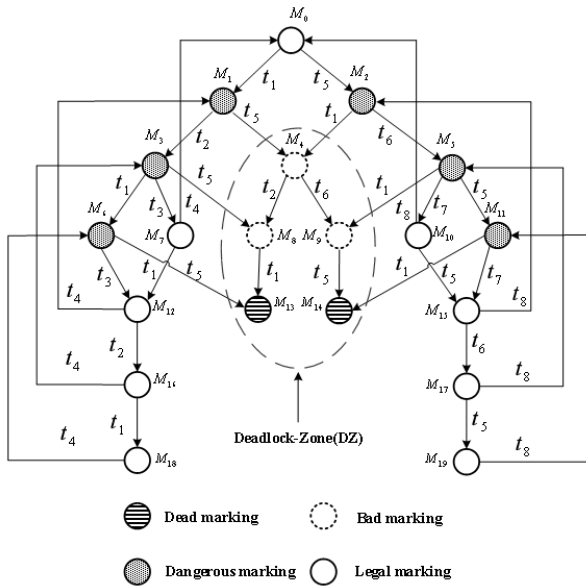 M₀
t₁ t₅
M₁ M₂
t₂ t₅ t₁ t₆
M₃ M₄ M₅
t₁ t₃ t₅ t₂ t₆ t₁ t₇ t₅
M₆ t₄ t₈ M₁₁
M₇ M₈ M₉ M₁₀
t₃ t₁ t₅ t₁ t₅ t₁ t₅ t₇
t₄ M₁₂ M₁₃ M₁₄ M₁₅ t₈
t₂ t₆
t₄ M₁₆ M₁₇ t₈
t₁ t₅
t₄ M₁₈ M₁₉ t₈
Deadlock-Zone(DZ)
Dead marking
Bad marking
Dangerous marking
Legal marking